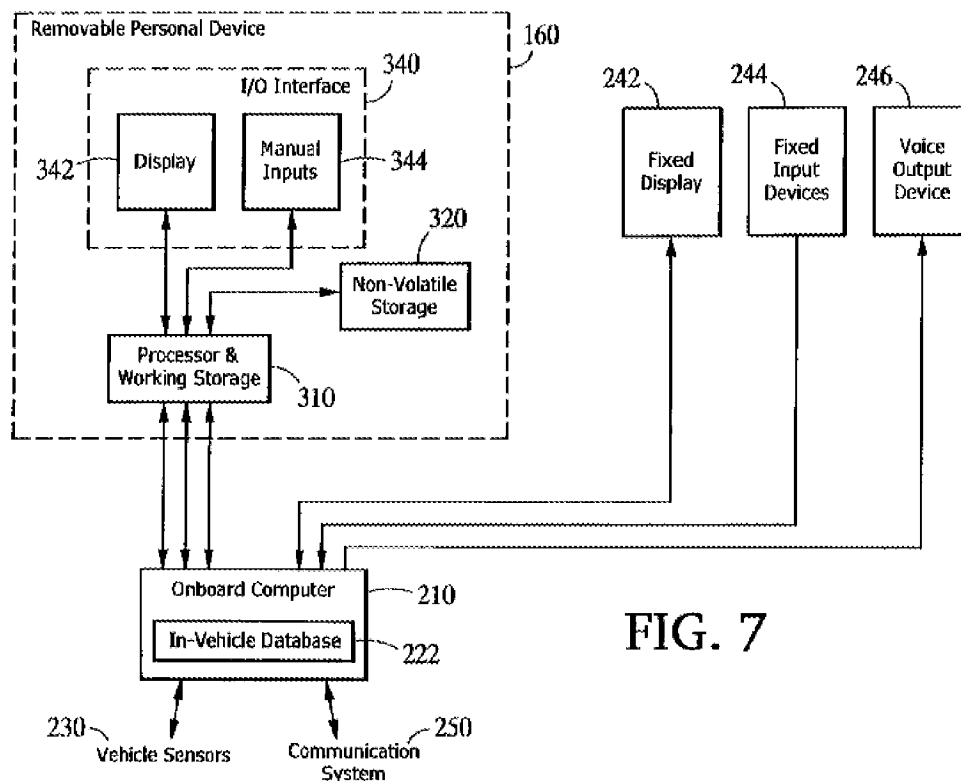 Removable Personal Device
160
340
I/O Interface
342
Display
Manual
Inputs
344
320
Non-Volatile
Storage
Processor &
Working Storage
310
242
244
246
Fixed
Display
Fixed
Input
Devices
Voice
Output
Device
Onboard Computer
210
In-Vehicle Database
222
230
Vehicle Sensors
250
Communication
System
FIG. 7